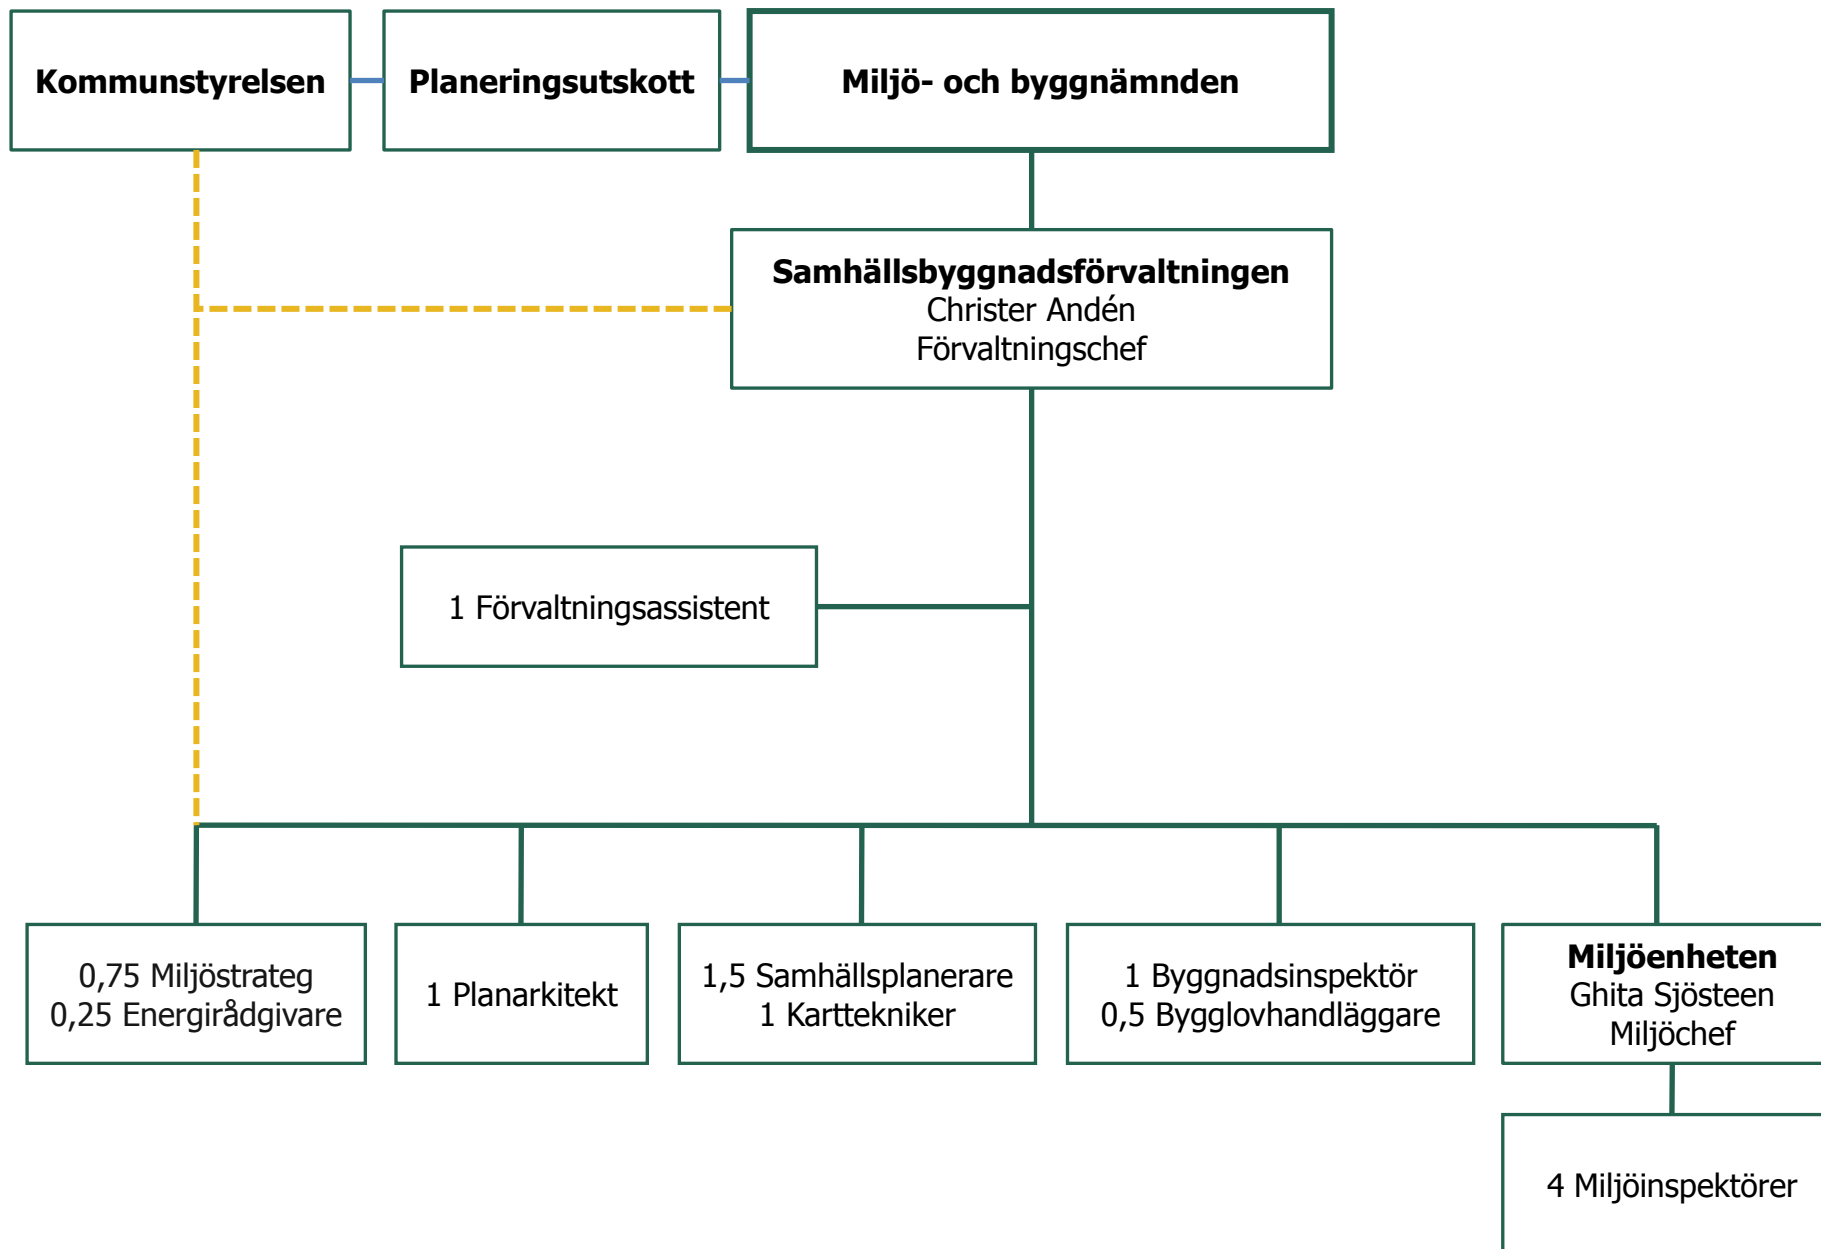 Kommunstyrelsen
Planeringsutskott
Miljö- och byggnämnden
Samhällsbyggnadsförvaltningen
Christer Andén
Förvaltningschef
1 Förvaltningsassistent
0,75 Miljöstrateg
0,25 Energirådgivare
1 Planarkitekt
1,5 Samhällsplanerare
1 Karttekniker
1 Byggnadsinspektör
0,5 Bygglovhandläggare
Miljöenheten
Ghita Sjösteen
Miljöchef
4 Miljöinspektörer